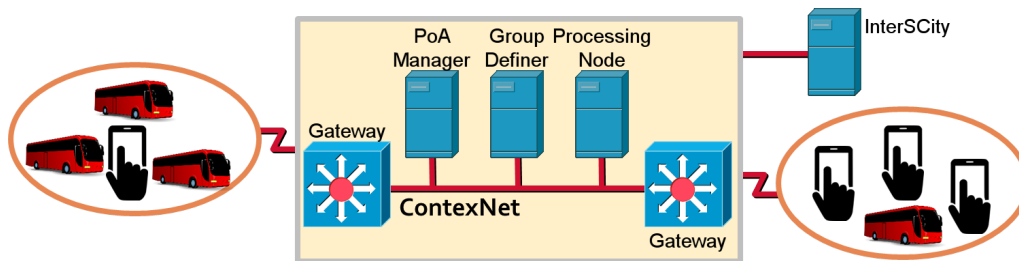 PoA
Manager
Group
Definer
Processing
Node
InterSCity
Gateway
ContexNet
Gateway